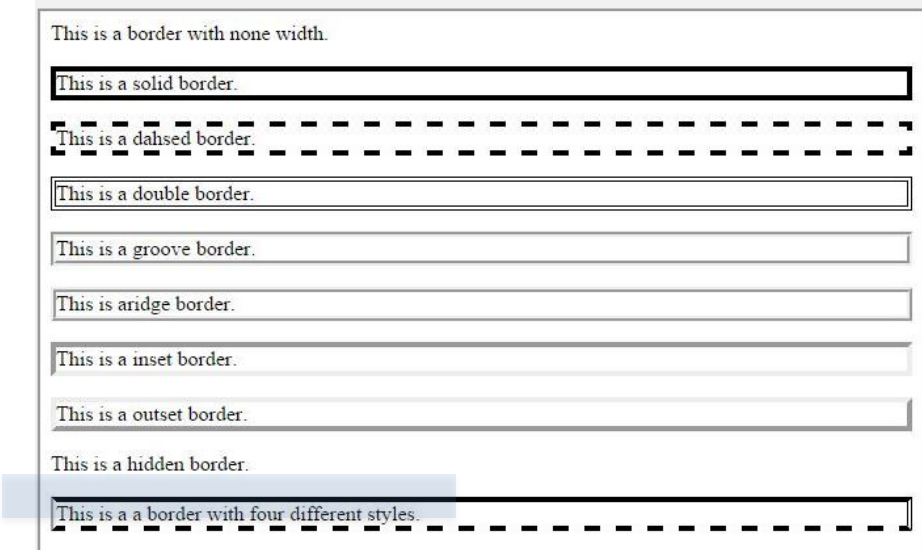 This is a border with none width.
This is a solid border.
This is a dahsed border.
This is a double border.
This is a groove border.
This is aridge border.
This is a inset border.
This is a outset border.
This is a hidden border.
This is a a border with four different styles.